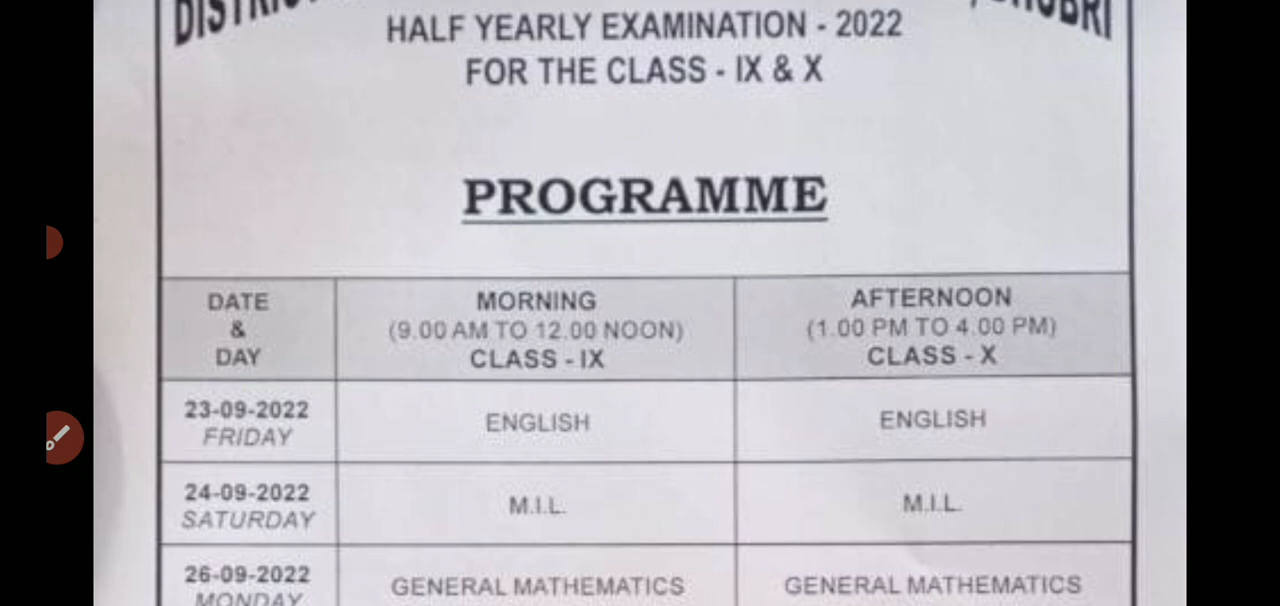 HALF YEARLY EXAMINATION - 2022
FOR THE CLASS - IX & X
PROGRAMME
DATE
&
DAY
MORNING
(9.00 AM TO 12.00 NOON)
CLASS - IX
AFTERNOON
(1.00 PM TO 4.00 PM)
CLASS - X
23-09-2022
FRIDAY
ENGLISH
ENGLISH
24-09-2022
SATURDAY
M.I.L.
M.I.L.
26-09-2022
MONDAY
GENERAL MATHEMATICS
GENERAL MATHEMATICS